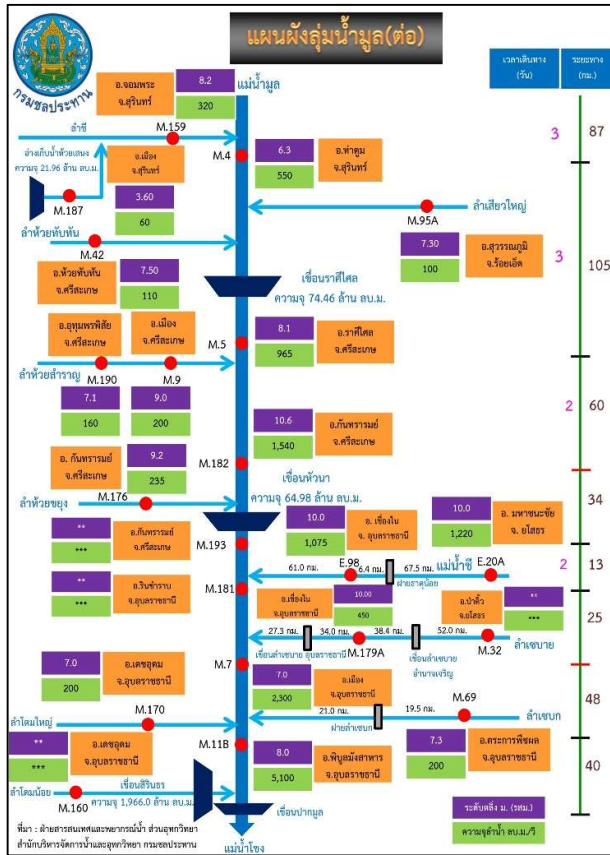 แผนผังลุ่มน้ำมูล(ต่อ)
กรมชลประทาน
เวลาเดินทาง
(วัน)
ระยะทาง
(กม.)
อ.จอมพระ
จ.สุรินทร์
8.2
320
แม่น้ำมูล
ลำชี
M.159
3
87
อ่างเก็บน้ำห้วยเสนง
ความจุ 21.96 ล้าน ลบ.ม.
อ.เมือง
จ.สุรินทร์
M.4
6.3
550
อ.ท่าตูม
จ.สุรินทร์
M.187
3.60
60
M.95A
ลำเสียวใหญ่
ลำห้วยทับทัน
M.42
7.30
100
อ.สุวรรณภูมิ
จ.ร้อยเอ็ด
3
105
อ.ห้วยทับทัน
จ.ศรีสะเกษ
7.50
110
เขื่อนราศีไศล
ความจุ 74.46 ล้าน ลบ.ม.
อ.อุทุมพรพิสัย
จ.ศรีสะเกษ
อ.เมือง
จ.ศรีสะเกษ
M.5
8.1
965
อ.ราศีไศล
จ.ศรีสะเกษ
ลำห้วยสำราญ
M.190
M.9
7.1
160
9.0
200
2
60
10.6
1,540
อ.กันทรารมย์
จ.ศรีสะเกษ
อ. กันทรารมย์
จ.ศรีสะเกษ
9.2
235
M.182
เขื่อนหัวนา
ความจุ 64.98 ล้าน ลบ.ม.
34
ลำห้วยขยุง
M.176
10.0
1,075
อ. เขื่องใน
จ. อุบลราชธานี
10.0
1,220
อ. มหาชนะชัย
จ. ยโสธร
**
***
อ.กันทรารมย์
จ.ศรีสะเกษ
M.193
E.98
แม่น้ำชี
E.20A
61.0 กม.
6.4 กม.
67.5 กม.
ฝายธาตุน้อย
2
13
**
***
อ.วารินชำราบ
จ.อุบลราชธานี
M.181
อ.เขื่องใน
จ.อุบลราชธานี
10.00
450
อ.ป่าติ้ว
จ.ยโสธร
**
***
25
27.3 กม.
34.0 กม.
38.4 กม.
52.0 กม.
ลำเซบาย
เขื่อนลำเซบาย อุบลราชธานี
M.179A
เขื่อนลำเซบาย
อำนาจเจริญ
M.32
7.0
200
อ.เดชอุดม
จ.อุบลราชธานี
M.7
7.0
2,300
อ.เมือง
จ.อุบลราชธานี
48
M.170
ลำโดมใหญ่
21.0 กม.
19.5 กม.
M.69
ลำเซบก
ฝายลำเซบก
**
***
อ.เดชอุดม
จ.อุบลราชธานี
M.11B
8.0
5,100
อ.พิบูลมังสาหาร
จ.อุบลราชธานี
7.3
200
อ.ตระการพืชผล
จ.อุบลราชธานี
40
ลำโดมน้อย
M.160
เขื่อนสิรินธร
ความจุ 1,966.0 ล้าน ลบ.ม.
เขื่อนปากมูล
แม่น้ำโขง
ระดับตลิ่ง ม. (รสม.)
ความจุลำน้ำ ลบ.ม./วิ
ที่มา : ฝ่ายสารสนเทศและพยากรณ์น้ำ ส่วนอุทกวิทยา
สำนักบริหารจัดการน้ำและอุทกวิทยา กรมชลประทาน